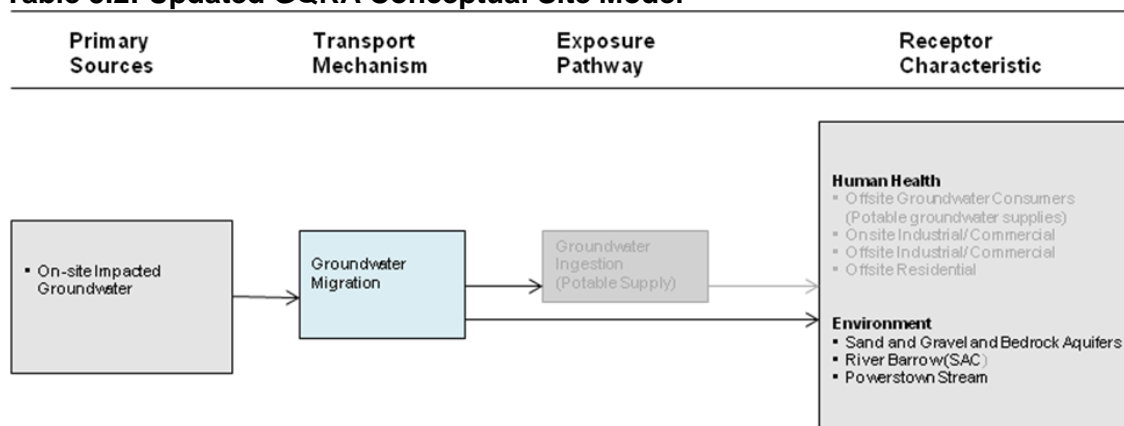 Table 5.2: Updated GQRA Conceptual Site Model
Primary Sources
Transport Mechanism
Exposure Pathway
Receptor Characteristic
▪ On-site Impacted
Groundwater
Groundwater
Migration
Groundwater
Ingestion
(Potable Supply)
Human Health
▪ Offsite Groundwater Consumers
(Potable groundwater supplies)
▪ Onsite Industrial/Commercial
▪ Offsite Industrial/Commercial
▪ Offsite Residential
Environment
▪ Sand and Gravel and Bedrock Aquifers
▪ River Barrow(SAC)
▪ Powerstown Stream